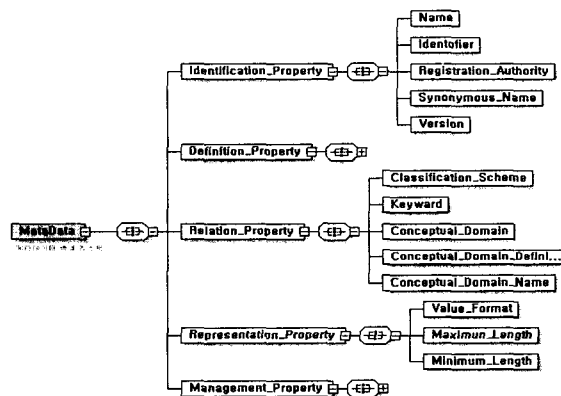 Name
Identofier
Identification_Property
Registration_Authority
Synonymous_Name
Version
Definition_Property
Classification_Scheme
Keyword
MetaData
Relation_Property
Conceptual_Domain
Conceptual_Domain_Defini...
Conceptual_Domain_Name
Value_Format
Representation_Property
Maximun_Length
Minimum_Length
Management_Property